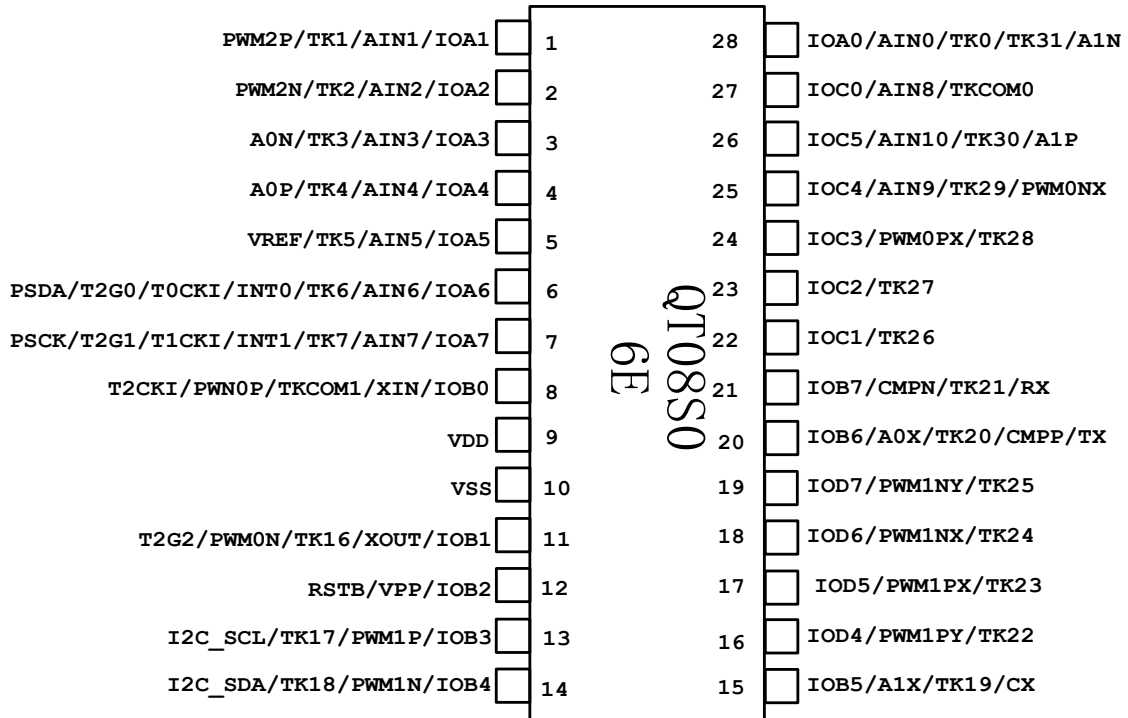 PWM2P/TK1/AIN1/IOA1 1 28 IOA0/AIN0/TK0/TK31/A1N
PWM2N/TK2/AIN2/IOA2 2 27 IOC0/AIN8/TKCOM0
A0N/TK3/AIN3/IOA3 3 26 IOC5/AIN10/TK30/A1P
A0P/TK4/AIN4/IOA4 4 25 IOC4/AIN9/TK29/PWM0NX
VREF/TK5/AIN5/IOA5 5 24 IOC3/PWM0PX/TK28
PSDA/T2G0/T0CKI/INT0/TK6/AIN6/IOA6 6 23 IOC2/TK27
PSCK/T2G1/T1CKI/INT1/TK7/AIN7/IOA7 7 22 IOC1/TK26
T2CKI/PWN0P/TKCOM1/XIN/IOB0 8 21 IOB7/CMPN/TK21/RX
VDD 9 20 IOB6/A0X/TK20/CMPP/TX
VSS 10 19 IOD7/PWM1NY/TK25
T2G2/PWM0N/TK16/XOUT/IOB1 11 18 IOD6/PWM1NX/TK24
RSTB/VPP/IOB2 12 17 IOD5/PWM1PX/TK23
I2C_SCL/TK17/PWM1P/IOB3 13 16 IOD4/PWM1PY/TK22
I2C_SDA/TK18/PWM1N/IOB4 14 15 IOB5/A1X/TK19/CX
QT08S0
6E